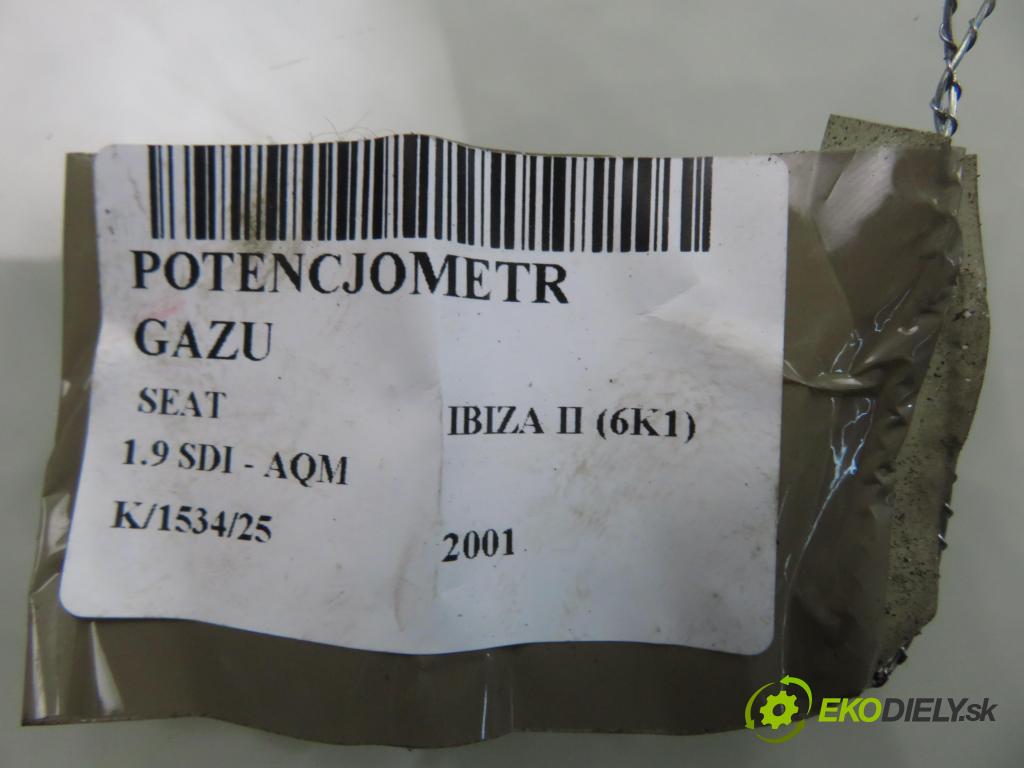 POTENCJOMETR
GAZU
SEAT
IBIZA II (6K1)
1.9 SDI - AQM
K/1534/25
2001
EKODIELY.sk